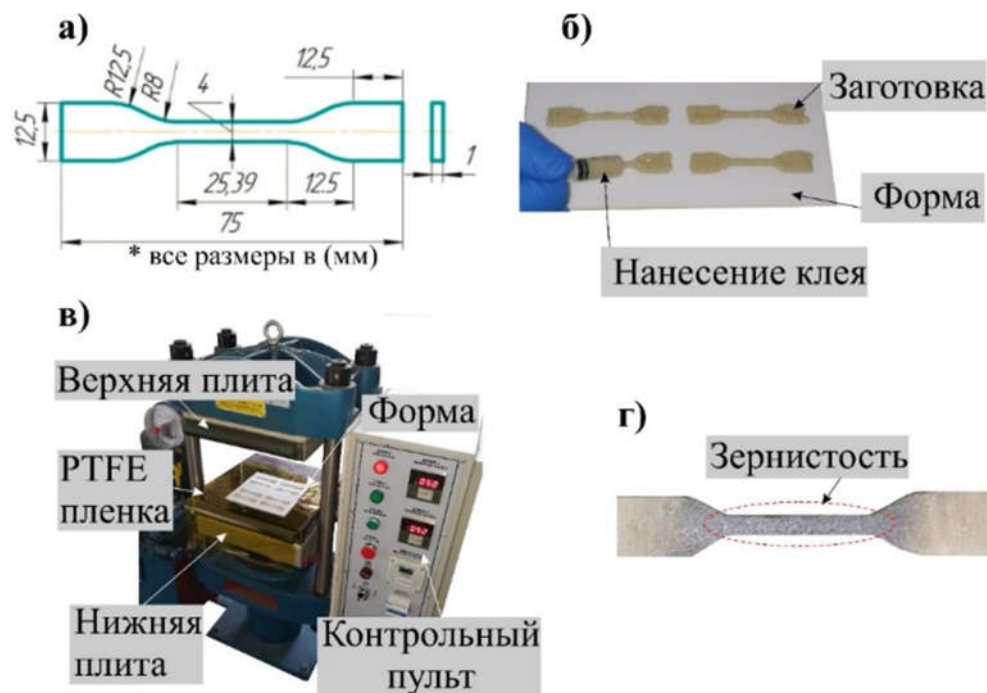 а)
12,5
R12,5
R8
4
12,5
25,39
12.5
75
1
* все размеры в (мм)
б)
Заготовка
Форма
Нанесение клея
в)
Верхняя плита
Форма
PTFE
пленка
Нижняя
плита
Контрольный
пульт
г)
Зернистость